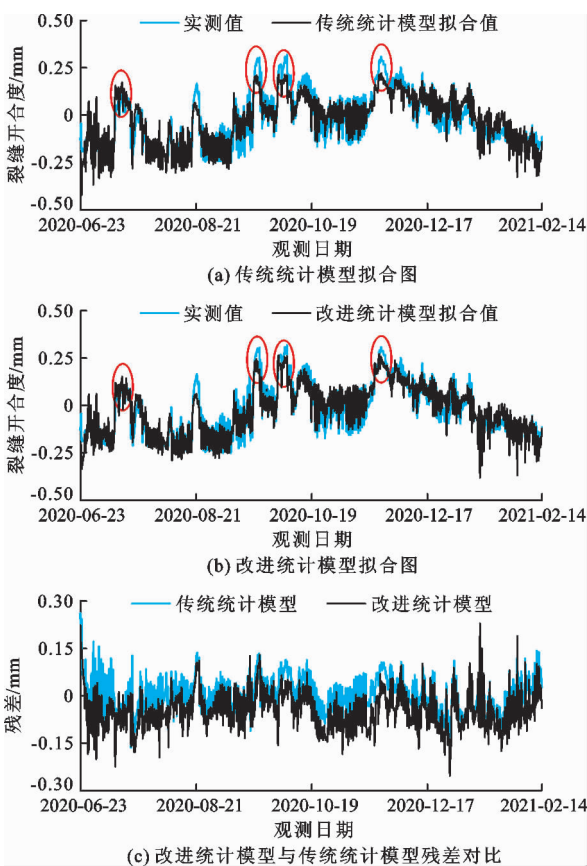 实测值 传统统计模型拟合值
0.50
0.25
0
-0.25
-0.50
裂缝开合度/mm
2020-06-23 2020-08-21 2020-10-19 2020-12-17 2021-02-14
观测日期
(a) 传统统计模型拟合图
实测值 改进统计模型拟合值
0.50
0.25
0
-0.25
-0.50
裂缝开合度/mm
2020-06-23 2020-08-21 2020-10-19 2020-12-17 2021-02-14
观测日期
(b) 改进统计模型拟合图
传统统计模型 改进统计模型
0.30
0.15
0
-0.15
-0.30
残差/mm
2020-06-23 2020-08-21 2020-10-19 2020-12-17 2021-02-14
观测日期
(c) 改进统计模型与传统统计模型残差对比